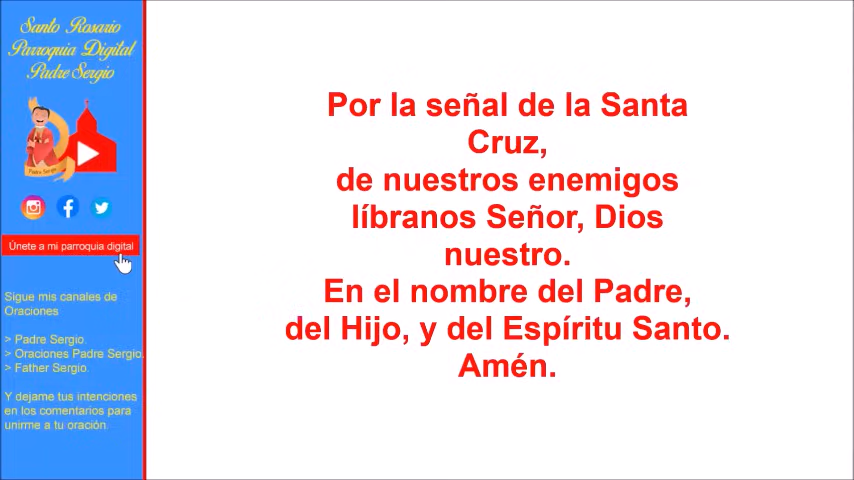 Santo Rosario
Parroquia Digital
Padre Sergio
Padre Sergio
Únete a mi parroquia digital
Sigue mis canales de
Oraciones
> Padre Sergio.
> Oraciones Padre Sergio.
> Father Sergio.
Y dejame tus intenciones
en los comentarios para
unirme a tu oración.
Por la señal de la Santa
Cruz,
de nuestros enemigos
líbranos Señor, Dios
nuestro.
En el nombre del Padre,
del Hijo, y del Espíritu Santo.
Amén.